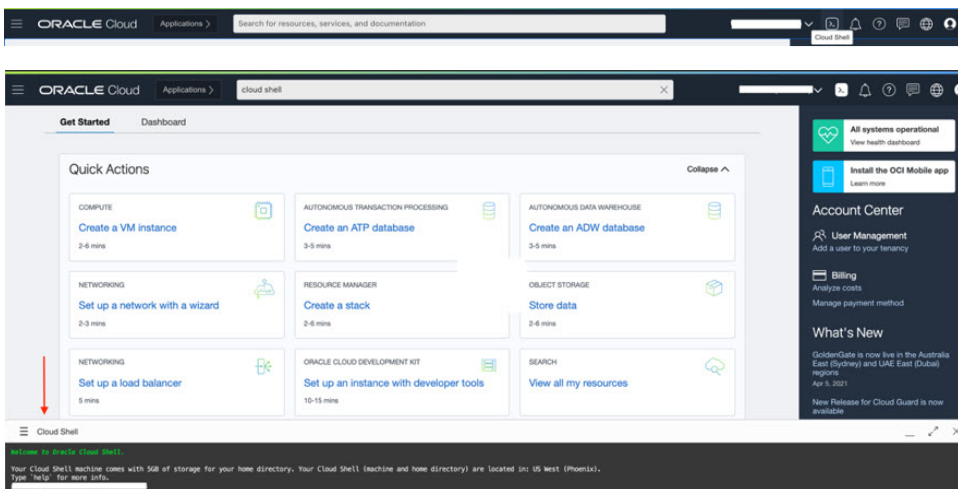 ORACLE Cloud
Applications >
Search for resources, services, and documentation
Cloud Shell
ORACLE Cloud
Applications >
cloud shell
Get Started
Dashboard
Quick Actions
Collapse
COMPUTE
Create a VM instance
2-6 mins
AUTONOMOUS TRANSACTION PROCESSING
Create an ATP database
3-5 mins
AUTONOMOUS DATA WAREHOUSE
Create an ADW database
3-5 mins
NETWORKING
Set up a network with a wizard
2-3 mins
RESOURCE MANAGER
Create a stack
2-6 mins
OBJECT STORAGE
Store data
2-6 mins
NETWORKING
Set up a load balancer
5 mins
ORACLE CLOUD DEVELOPMENT KIT
Set up an instance with developer tools
10-15 mins
SEARCH
View all my resources
All systems operational
View health dashboard
Install the OCI Mobile app
Learn more
Account Center
User Management
Add a user to your tenancy
Billing
Analyze costs
Manage payment method
What's New
GoldenGate is now live in the Australia
East (Sydney) and UAE East (Dubai)
regions
Apr 5, 2021
New Release for Cloud Guard is now
available
Cloud Shell
Welcome to Oracle Cloud Shell.
Your Cloud Shell machine comes with 5GB of storage for your home directory. Your Cloud Shell (machine and home directory) are located in: US West (Phoenix).
Type `help` for more info.